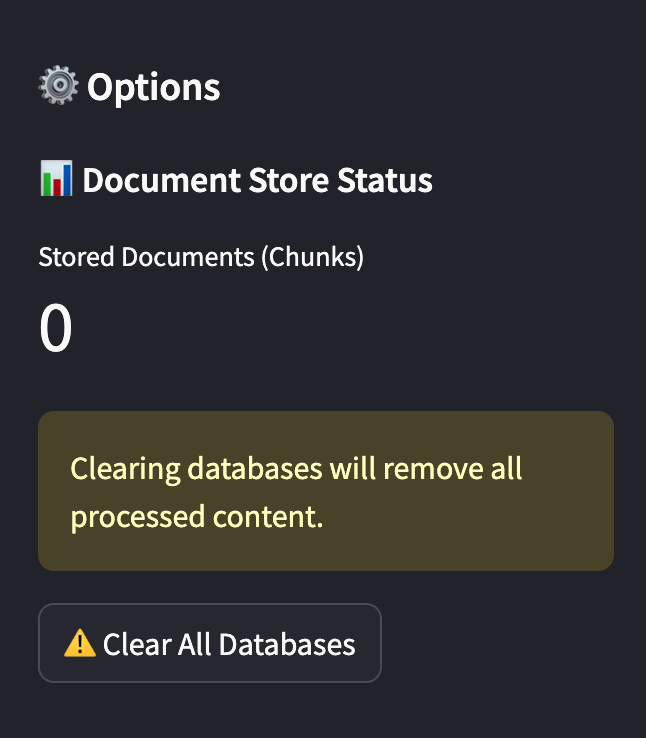 ⚙️ Options
📊 Document Store Status
Stored Documents (Chunks)
0
Clearing databases will remove all
processed content.
⚠️ Clear All Databases